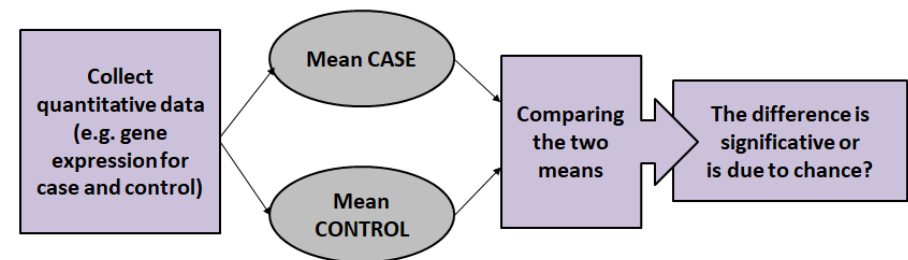 Collect
quantitative data
(e.g. gene
expression for
case and control)
Mean CASE
Mean
CONTROL
Comparing
the two
means
The difference is
significative or
is due to chance?